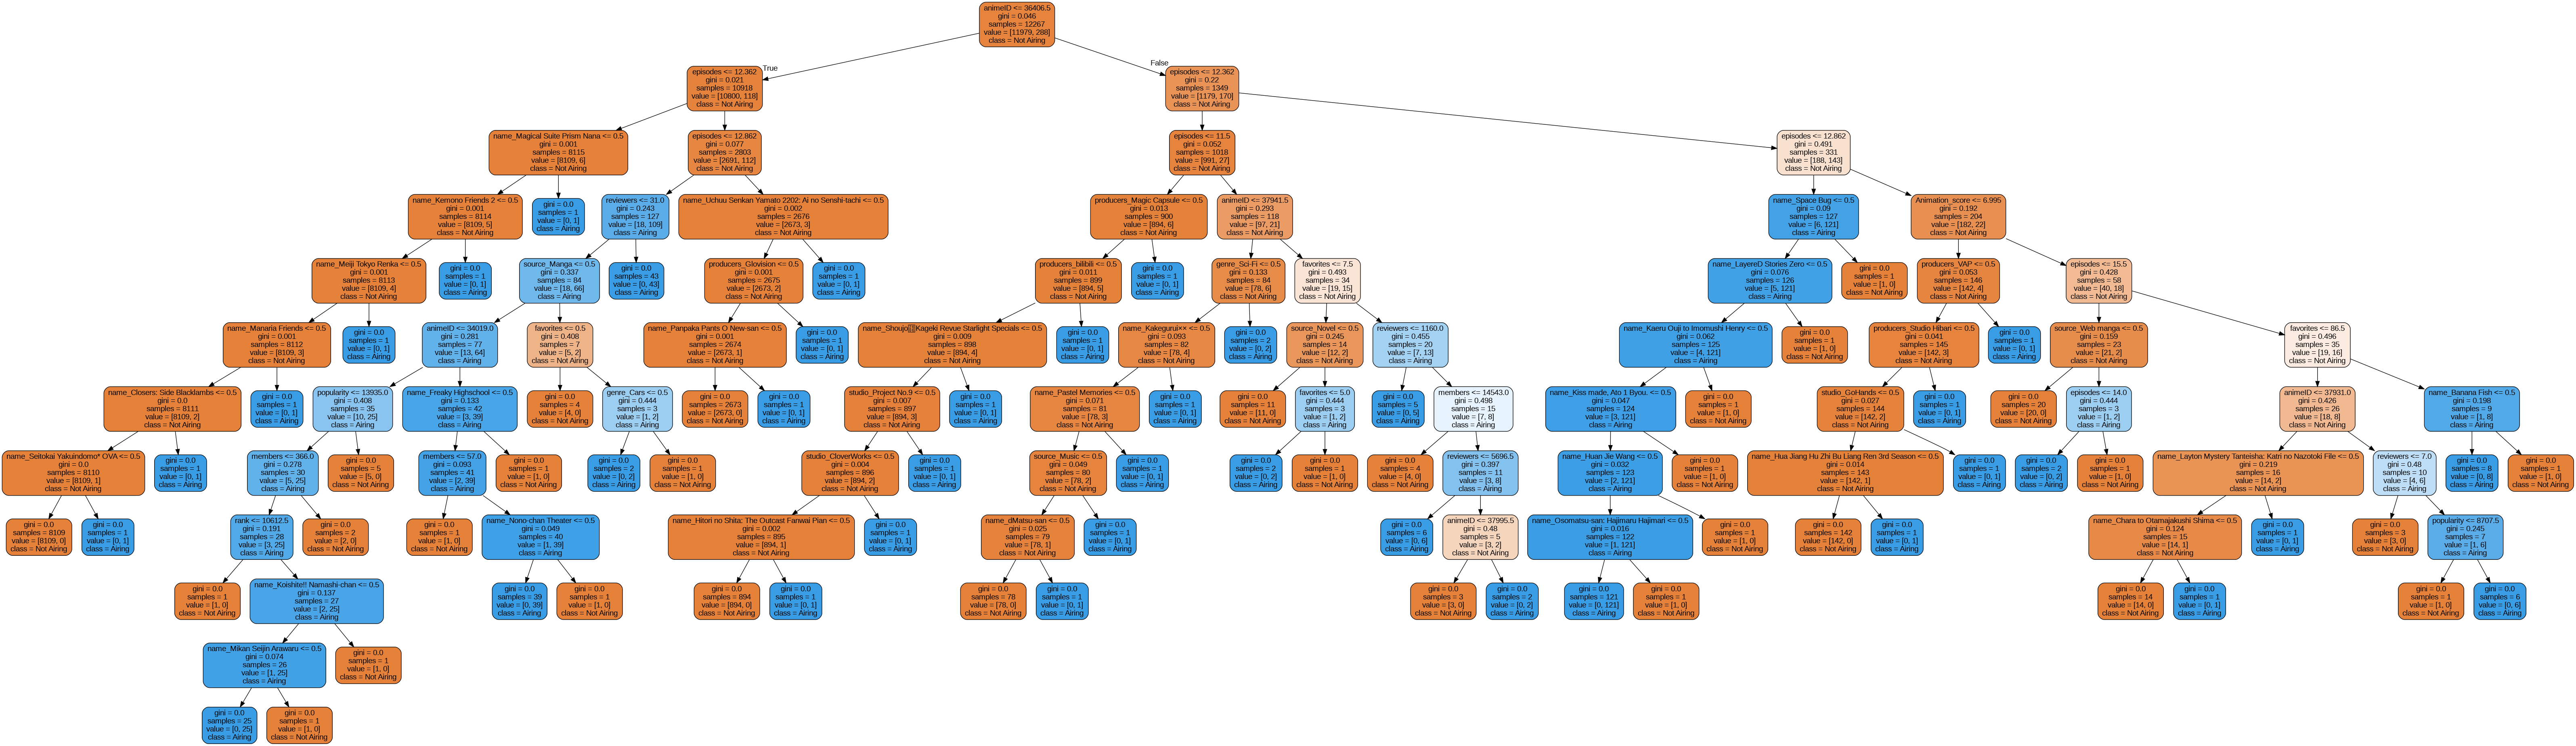 animeID <= 36406.5
gini = 0.046
samples = 12267
value = [11979, 288]
class = Not Airing
True
False
episodes <= 12.362
gini = 0.021
samples = 10918
value = [10800, 118]
class = Not Airing
episodes <= 12.362
gini = 0.22
samples = 1349
value = [1179, 170]
class = Not Airing
name_Magical Suite Prism Nana <= 0.5
gini = 0.001
samples = 8115
value = [8109, 6]
class = Not Airing
episodes <= 12.862
gini = 0.077
samples = 2803
value = [2691, 112]
class = Not Airing
episodes <= 11.5
gini = 0.052
samples = 1018
value = [991, 27]
class = Not Airing
episodes <= 12.862
gini = 0.491
samples = 331
value = [188, 143]
class = Not Airing
name_Kemono Friends 2 <= 0.5
gini = 0.001
samples = 8114
value = [8109, 5]
class = Not Airing
gini = 0.0
samples = 1
value = [0, 1]
class = Airing
reviewers <= 31.0
gini = 0.243
samples = 127
value = [18, 109]
class = Airing
name_Uchuu Senkan Yamato 2202: Ai no Senshi-tachi <= 0.5
gini = 0.002
samples = 2676
value = [2673, 3]
class = Not Airing
producers_Magic Capsule <= 0.5
gini = 0.013
samples = 900
value = [894, 6]
class = Not Airing
animeID <= 37941.5
gini = 0.293
samples = 118
value = [97, 21]
class = Not Airing
name_Space Bug <= 0.5
gini = 0.09
samples = 127
value = [6, 121]
class = Airing
Animation_score <= 6.995
gini = 0.192
samples = 204
value = [182, 22]
class = Not Airing
name_Meiji Tokyo Renka <= 0.5
gini = 0.001
samples = 8113
value = [8109, 4]
class = Not Airing
gini = 0.0
samples = 1
value = [0, 1]
class = Airing
source_Manga <= 0.5
gini = 0.337
samples = 84
value = [18, 66]
class = Airing
gini = 0.0
samples = 43
value = [0, 43]
class = Airing
producers_Glovision <= 0.5
gini = 0.001
samples = 2675
value = [2673, 2]
class = Not Airing
gini = 0.0
samples = 1
value = [0, 1]
class = Airing
producers_bilibili <= 0.5
gini = 0.011
samples = 899
value = [894, 5]
class = Not Airing
gini = 0.0
samples = 1
value = [0, 1]
class = Airing
genre_Sci-Fi <= 0.5
gini = 0.133
samples = 84
value = [78, 6]
class = Not Airing
favorites <= 7.5
gini = 0.493
samples = 34
value = [19, 15]
class = Not Airing
name_LayereD Stories Zero <= 0.5
gini = 0.076
samples = 126
value = [5, 121]
class = Airing
gini = 0.0
samples = 1
value = [1, 0]
class = Not Airing
producers_VAP <= 0.5
gini = 0.053
samples = 146
value = [142, 4]
class = Not Airing
episodes <= 15.5
gini = 0.428
samples = 58
value = [40, 18]
class = Not Airing
name_Manaria Friends <= 0.5
gini = 0.001
samples = 8112
value = [8109, 3]
class = Not Airing
gini = 0.0
samples = 1
value = [0, 1]
class = Airing
animeID <= 34019.0
gini = 0.281
samples = 77
value = [13, 64]
class = Airing
favorites <= 0.5
gini = 0.408
samples = 7
value = [5, 2]
class = Not Airing
name_Panpaka Pants O New-san <= 0.5
gini = 0.001
samples = 2674
value = [2673, 1]
class = Not Airing
gini = 0.0
samples = 1
value = [0, 1]
class = Airing
name_Shoujo Kageki Revue Starlight Specials <= 0.5
gini = 0.009
samples = 898
value = [894, 4]
class = Not Airing
gini = 0.0
samples = 1
value = [0, 1]
class = Airing
name_Kakegurui×× <= 0.5
gini = 0.093
samples = 82
value = [78, 4]
class = Not Airing
gini = 0.0
samples = 2
value = [0, 2]
class = Airing
source_Novel <= 0.5
gini = 0.245
samples = 14
value = [12, 2]
class = Not Airing
reviewers <= 1160.0
gini = 0.455
samples = 20
value = [7, 13]
class = Airing
name_Kaeru Ouji to Imomushi Henry <= 0.5
gini = 0.062
samples = 125
value = [4, 121]
class = Airing
gini = 0.0
samples = 1
value = [1, 0]
class = Not Airing
producers_Studio Hibari <= 0.5
gini = 0.041
samples = 145
value = [142, 3]
class = Not Airing
gini = 0.0
samples = 1
value = [0, 1]
class = Airing
source_Web manga <= 0.5
gini = 0.159
samples = 23
value = [21, 2]
class = Not Airing
favorites <= 86.5
gini = 0.496
samples = 35
value = [19, 16]
class = Not Airing
name_Closers: Side Blacklambs <= 0.5
gini = 0.0
samples = 8111
value = [8109, 2]
class = Not Airing
gini = 0.0
samples = 1
value = [0, 1]
class = Airing
popularity <= 13935.0
gini = 0.408
samples = 35
value = [10, 25]
class = Airing
name_Freaky Highschool <= 0.5
gini = 0.133
samples = 42
value = [3, 39]
class = Airing
gini = 0.0
samples = 4
value = [4, 0]
class = Not Airing
genre_Cars <= 0.5
gini = 0.444
samples = 3
value = [1, 2]
class = Airing
gini = 0.0
samples = 2673
value = [2673, 0]
class = Not Airing
gini = 0.0
samples = 1
value = [0, 1]
class = Airing
studio_Project No.9 <= 0.5
gini = 0.007
samples = 897
value = [894, 3]
class = Not Airing
gini = 0.0
samples = 1
value = [0, 1]
class = Airing
name_Pastel Memories <= 0.5
gini = 0.071
samples = 81
value = [78, 3]
class = Not Airing
gini = 0.0
samples = 1
value = [0, 1]
class = Airing
gini = 0.0
samples = 11
value = [11, 0]
class = Not Airing
favorites <= 5.0
gini = 0.444
samples = 3
value = [1, 2]
class = Airing
gini = 0.0
samples = 5
value = [0, 5]
class = Airing
members <= 14543.0
gini = 0.498
samples = 15
value = [7, 8]
class = Airing
name_Kiss made, Ato 1 Byou. <= 0.5
gini = 0.047
samples = 124
value = [3, 121]
class = Airing
gini = 0.0
samples = 1
value = [1, 0]
class = Not Airing
studio_GoHands <= 0.5
gini = 0.027
samples = 144
value = [142, 2]
class = Not Airing
gini = 0.0
samples = 1
value = [0, 1]
class = Airing
gini = 0.0
samples = 20
value = [20, 0]
class = Not Airing
episodes <= 14.0
gini = 0.444
samples = 3
value = [1, 2]
class = Airing
animeID <= 37931.0
gini = 0.426
samples = 26
value = [18, 8]
class = Not Airing
name_Banana Fish <= 0.5
gini = 0.198
samples = 9
value = [1, 8]
class = Airing
name_Seitokai Yakuindomo* OVA <= 0.5
gini = 0.0
samples = 8110
value = [8109, 1]
class = Not Airing
gini = 0.0
samples = 1
value = [0, 1]
class = Airing
members <= 366.0
gini = 0.278
samples = 30
value = [5, 25]
class = Airing
gini = 0.0
samples = 5
value = [5, 0]
class = Not Airing
members <= 57.0
gini = 0.093
samples = 41
value = [2, 39]
class = Airing
gini = 0.0
samples = 1
value = [1, 0]
class = Not Airing
gini = 0.0
samples = 2
value = [0, 2]
class = Airing
gini = 0.0
samples = 1
value = [1, 0]
class = Not Airing
studio_CloverWorks <= 0.5
gini = 0.004
samples = 896
value = [894, 2]
class = Not Airing
gini = 0.0
samples = 1
value = [0, 1]
class = Airing
source_Music <= 0.5
gini = 0.049
samples = 80
value = [78, 2]
class = Not Airing
gini = 0.0
samples = 1
value = [0, 1]
class = Airing
gini = 0.0
samples = 2
value = [0, 2]
class = Airing
gini = 0.0
samples = 1
value = [1, 0]
class = Not Airing
gini = 0.0
samples = 4
value = [4, 0]
class = Not Airing
reviewers <= 5696.5
gini = 0.397
samples = 11
value = [3, 8]
class = Airing
name_Huan Jie Wang <= 0.5
gini = 0.032
samples = 123
value = [2, 121]
class = Airing
gini = 0.0
samples = 1
value = [1, 0]
class = Not Airing
name_Hua Jiang Hu Zhi Bu Liang Ren 3rd Season <= 0.5
gini = 0.014
samples = 143
value = [142, 1]
class = Not Airing
gini = 0.0
samples = 1
value = [0, 1]
class = Airing
gini = 0.0
samples = 2
value = [0, 2]
class = Airing
gini = 0.0
samples = 1
value = [1, 0]
class = Not Airing
name_Layton Mystery Tanteisha: Katri no Nazotoki File <= 0.5
gini = 0.219
samples = 16
value = [14, 2]
class = Not Airing
reviewers <= 7.0
gini = 0.48
samples = 10
value = [4, 6]
class = Airing
gini = 0.0
samples = 8
value = [0, 8]
class = Airing
gini = 0.0
samples = 1
value = [1, 0]
class = Not Airing
gini = 0.0
samples = 8109
value = [8109, 0]
class = Not Airing
gini = 0.0
samples = 1
value = [0, 1]
class = Airing
rank <= 10612.5
gini = 0.191
samples = 28
value = [3, 25]
class = Airing
gini = 0.0
samples = 2
value = [2, 0]
class = Not Airing
gini = 0.0
samples = 1
value = [1, 0]
class = Not Airing
name_Nono-chan Theater <= 0.5
gini = 0.049
samples = 40
value = [1, 39]
class = Airing
name_Hitori no Shita: The Outcast Fanwai Pian <= 0.5
gini = 0.002
samples = 895
value = [894, 1]
class = Not Airing
gini = 0.0
samples = 1
value = [0, 1]
class = Airing
name_dMatsu-san <= 0.5
gini = 0.025
samples = 79
value = [78, 1]
class = Not Airing
gini = 0.0
samples = 1
value = [0, 1]
class = Airing
gini = 0.0
samples = 6
value = [0, 6]
class = Airing
animeID <= 37995.5
gini = 0.48
samples = 5
value = [3, 2]
class = Not Airing
name_Osomatsu-san: Hajimaru Hajimari <= 0.5
gini = 0.016
samples = 122
value = [1, 121]
class = Airing
gini = 0.0
samples = 1
value = [1, 0]
class = Not Airing
gini = 0.0
samples = 142
value = [142, 0]
class = Not Airing
gini = 0.0
samples = 1
value = [0, 1]
class = Airing
name_Chara to Otamajakushi Shima <= 0.5
gini = 0.124
samples = 15
value = [14, 1]
class = Not Airing
gini = 0.0
samples = 1
value = [0, 1]
class = Airing
gini = 0.0
samples = 3
value = [3, 0]
class = Not Airing
popularity <= 8707.5
gini = 0.245
samples = 7
value = [1, 6]
class = Airing
gini = 0.0
samples = 1
value = [1, 0]
class = Not Airing
name_Koishite!! Namashi-chan <= 0.5
gini = 0.137
samples = 27
value = [2, 25]
class = Airing
gini = 0.0
samples = 39
value = [0, 39]
class = Airing
gini = 0.0
samples = 1
value = [1, 0]
class = Not Airing
gini = 0.0
samples = 894
value = [894, 0]
class = Not Airing
gini = 0.0
samples = 1
value = [0, 1]
class = Airing
gini = 0.0
samples = 78
value = [78, 0]
class = Not Airing
gini = 0.0
samples = 1
value = [0, 1]
class = Airing
gini = 0.0
samples = 3
value = [3, 0]
class = Not Airing
gini = 0.0
samples = 2
value = [0, 2]
class = Airing
gini = 0.0
samples = 121
value = [0, 121]
class = Airing
gini = 0.0
samples = 1
value = [1, 0]
class = Not Airing
gini = 0.0
samples = 14
value = [14, 0]
class = Not Airing
gini = 0.0
samples = 1
value = [0, 1]
class = Airing
gini = 0.0
samples = 1
value = [1, 0]
class = Not Airing
gini = 0.0
samples = 6
value = [0, 6]
class = Airing
name_Mikan Seijin Arawaru <= 0.5
gini = 0.074
samples = 26
value = [1, 25]
class = Airing
gini = 0.0
samples = 1
value = [1, 0]
class = Not Airing
gini = 0.0
samples = 25
value = [0, 25]
class = Airing
gini = 0.0
samples = 1
value = [1, 0]
class = Not Airing